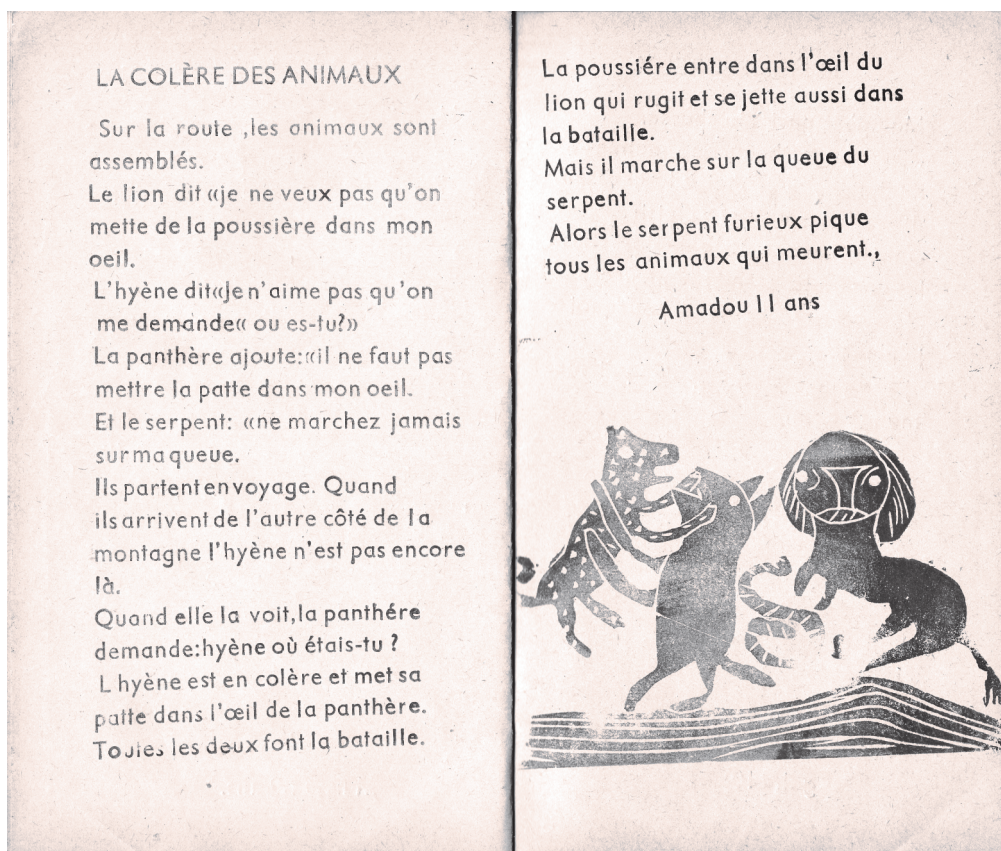 LA COLÈRE DES ANIMAUX
Sur la route ,les animaux sont
assemblés.
Le lion dit «je ne veux pas qu'on
mette de la poussière dans mon
oeil.
L'hyène dit«Je n'aime pas qu'on
me demande« ou es-tu?»
La panthère ajoute:«il ne faut pas
mettre la patte dans mon oeil.
Et le serpent: «ne marchez jamais
sur ma queue.
Ils partent en voyage. Quand
ils arrivent de l'autre côté de la
montagne l'hyène n'est pas encore
là.
Quand elle la voit,la panthére
demande:hyène où étais-tu ?
L hyène est en colère et met sa
patte dans l'œil de la panthère.
Toutes les deux font la bataille.
La poussiére entre dans l'œil du
lion qui rugit et se jette aussi dans
la bataille.
Mais il marche sur la queue du
serpent.
Alors le serpent furieux pique
tous les animaux qui meurent.,
Amadou 11 ans